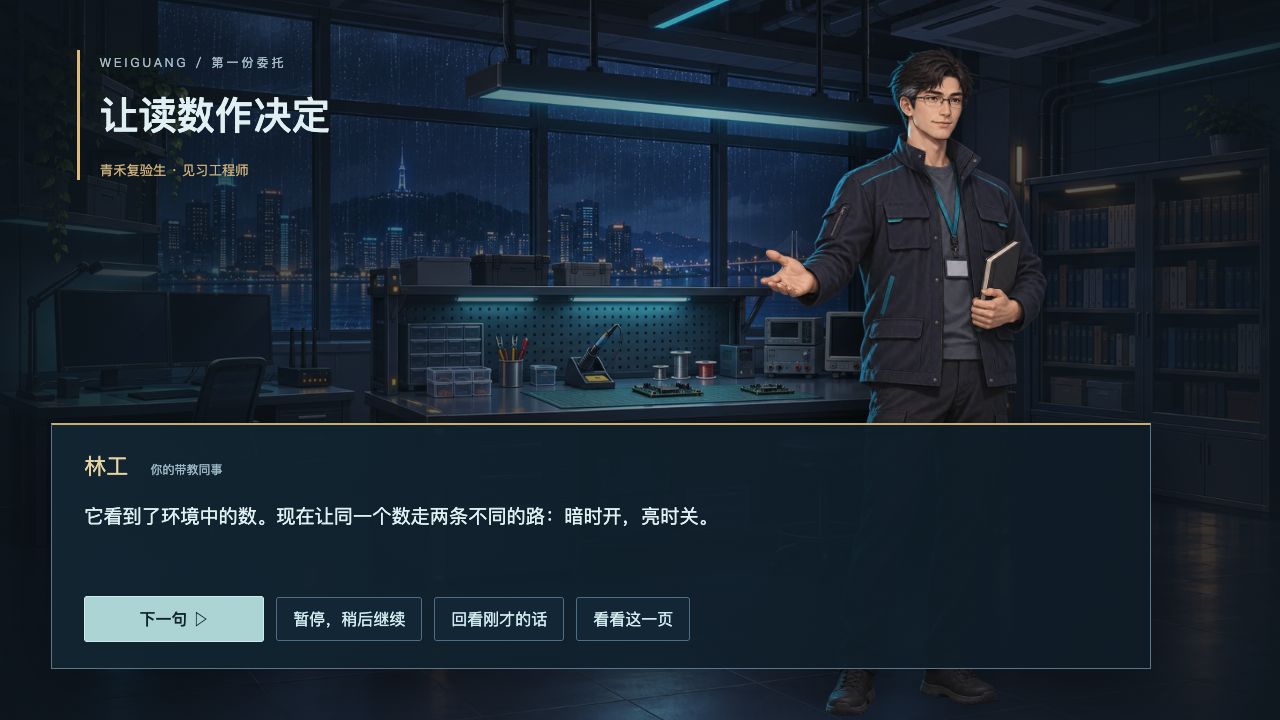 WEIGUANG / 第一份委托
让读数作决定
青禾复验生 · 见习工程师
林工 你的带教同事
它看到了环境中的数。现在让同一个数走两条不同的路：暗时开，亮时关。
下一句 ▷ 暂停，稍后继续 回看刚才的话 看看这一页